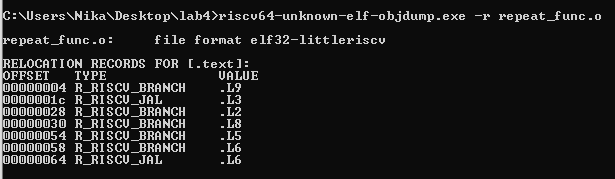 C:\Users\Nika\Desktop\lab4>riscv64-unknown-elf-objdump.exe -r repeat_func.o
repeat_func.o:     file format elf32-littleriscv
RELOCATION RECORDS FOR [.text]:
OFFSET   TYPE              VALUE
00000004 R_RISCV_BRANCH    .L9
0000001c R_RISCV_JAL       .L3
00000028 R_RISCV_BRANCH    .L2
00000030 R_RISCV_BRANCH    .L8
00000054 R_RISCV_BRANCH    .L5
00000058 R_RISCV_BRANCH    .L6
00000064 R_RISCV_JAL       .L6